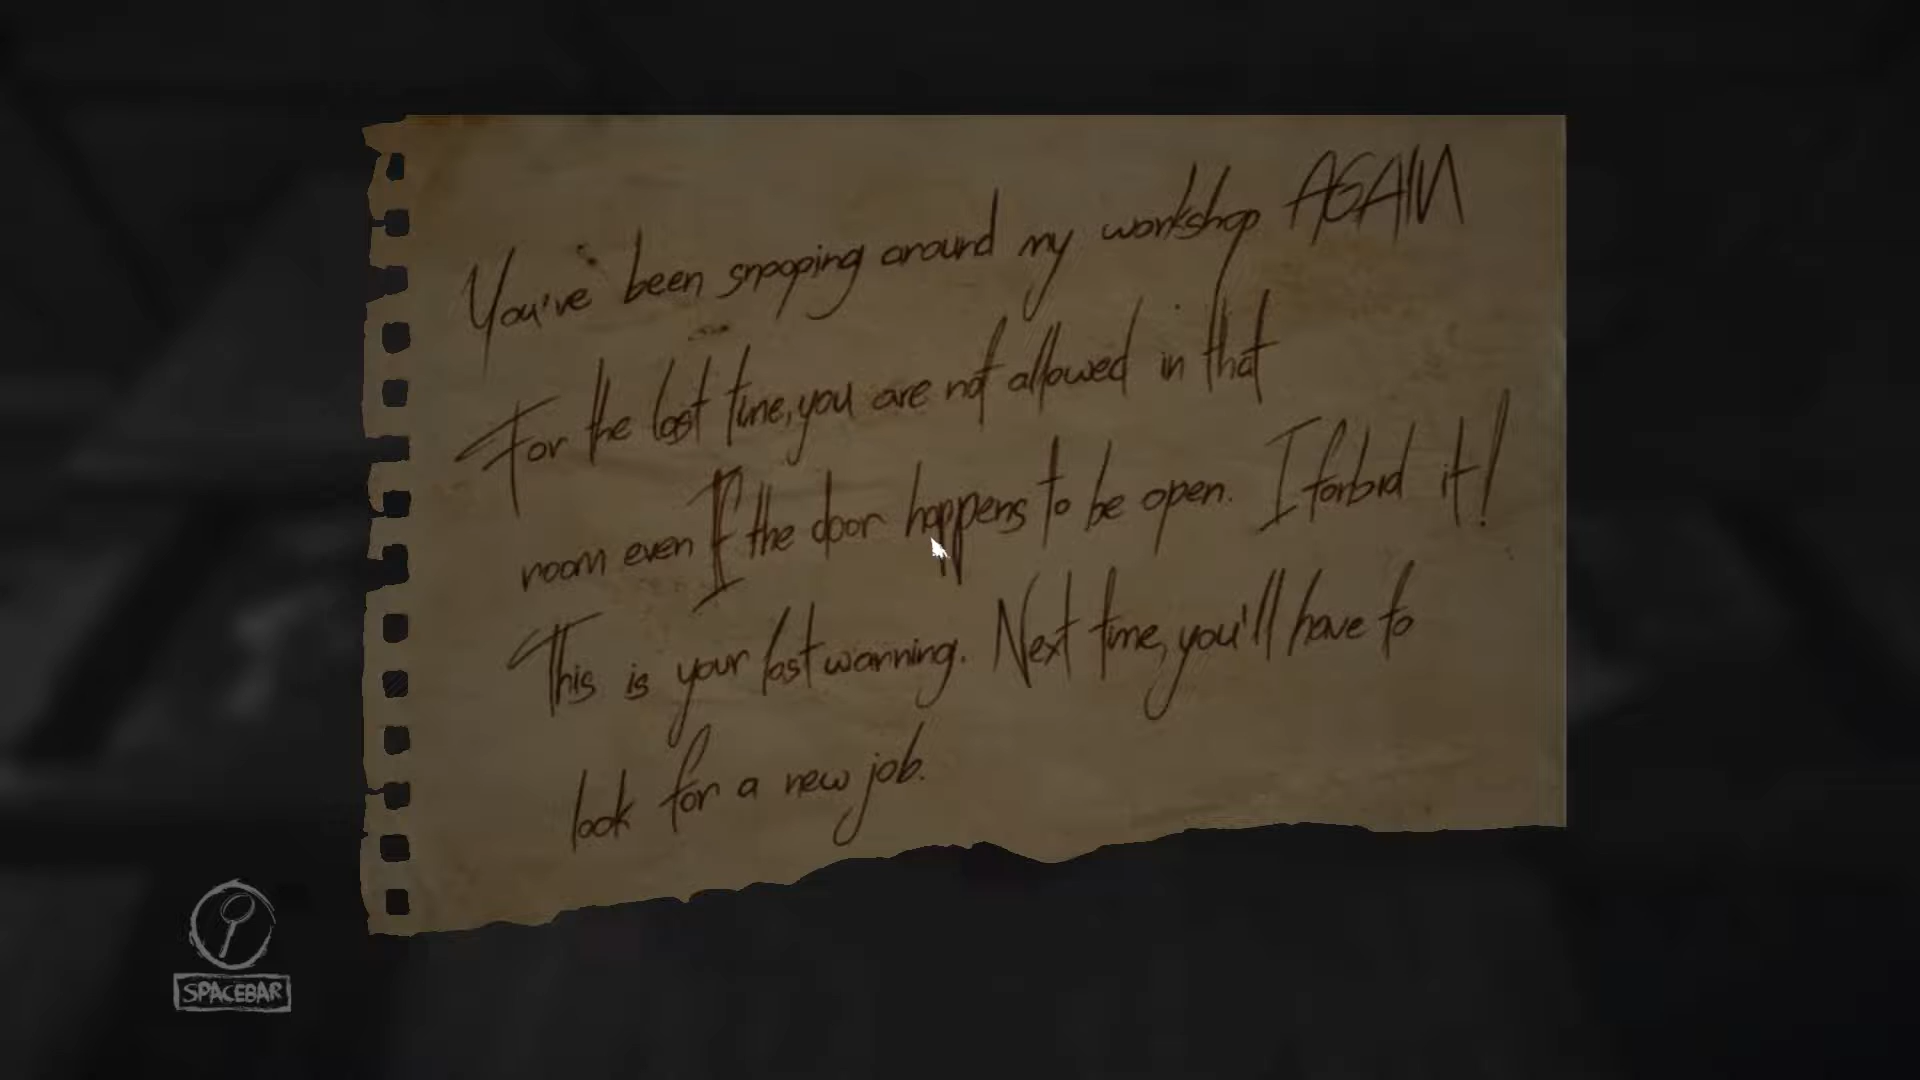 You've been snooping around my workshop AGAIN
For the last time, you are not allowed in that
room even If the door happens to be open. I forbid it!
This is your last warning. Next time, you'll have to
look for a new job.
SPACEBAR